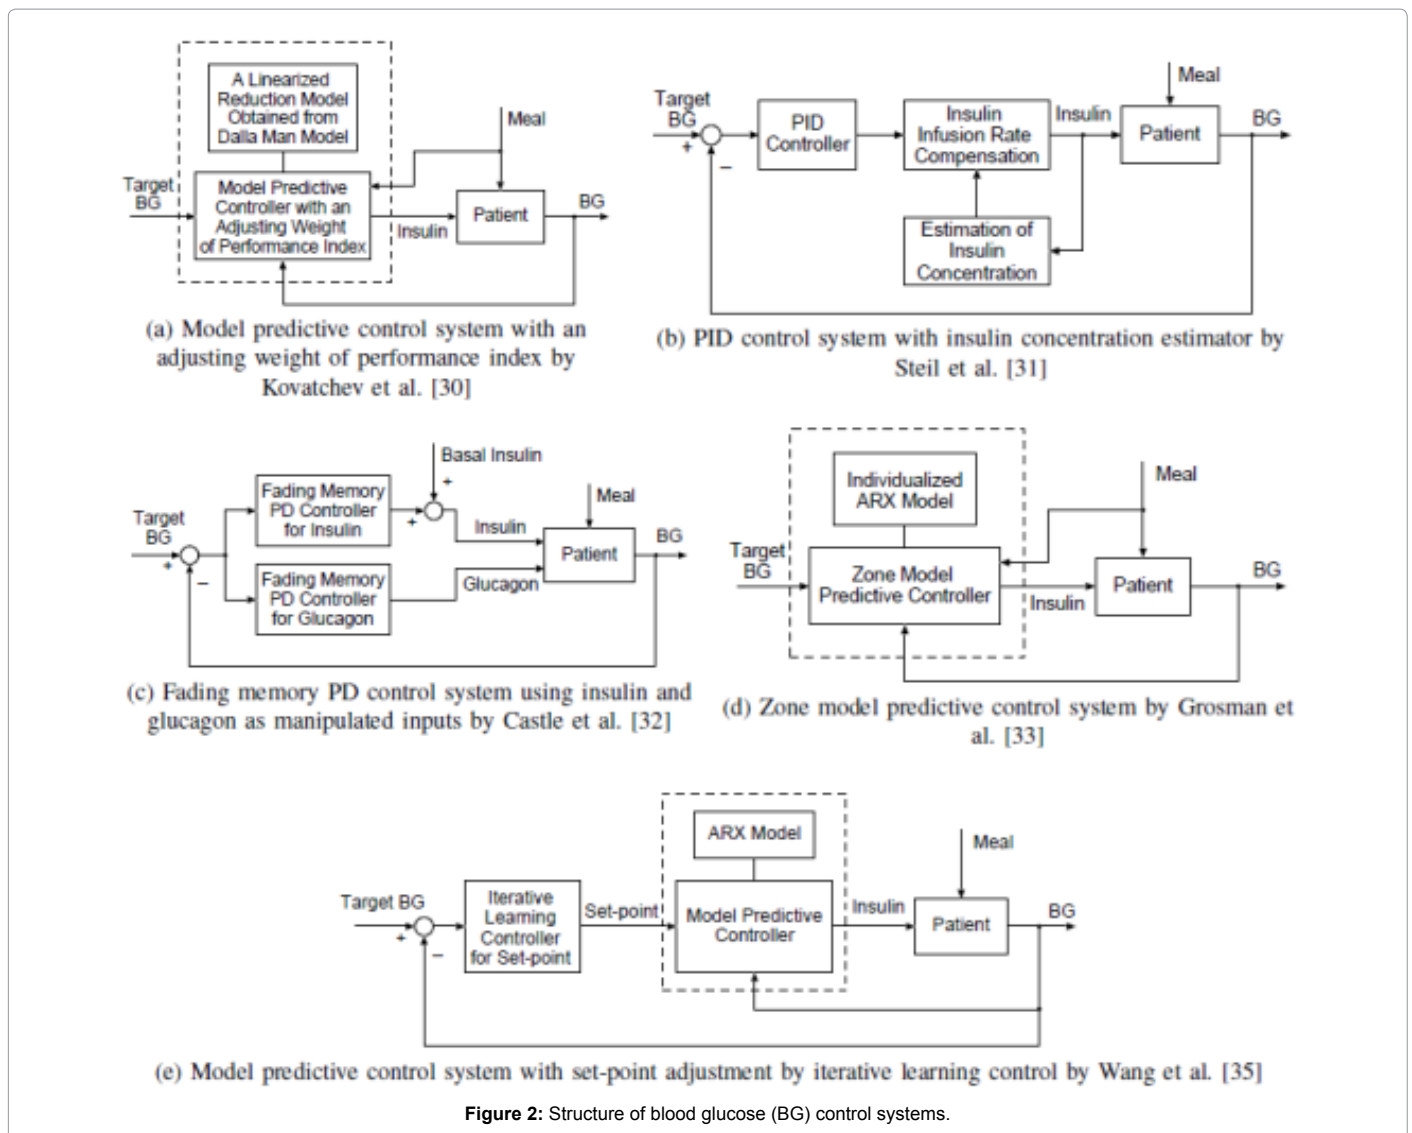 A Linearized
Reduction Model
Obtained from
Dalla Man Model
Meal
Target
BG
Model Predictive
Controller with an
Adjusting Weight
of Performance Index
Insulin
Patient
BG
(a) Model predictive control system with an
adjusting weight of performance index by
Kovatchev et al. [30]
Meal
Target
BG
+
−
PID
Controller
Insulin
Infusion Rate
Compensation
Insulin
Patient
BG
Estimation of
Insulin
Concentration
(b) PID control system with insulin concentration estimator by
Steil et al. [31]
Basal Insulin
+
Fading Memory
PD Controller
for Insulin
+
Meal
Target
BG
+
−
Insulin
Patient
BG
Fading Memory
PD Controller
for Glucagon
Glucagon
(c) Fading memory PD control system using insulin and
glucagon as manipulated inputs by Castle et al. [32]
Individualized
ARX Model
Meal
Target
BG
Zone Model
Predictive Controller
Insulin
Patient
BG
(d) Zone model predictive control system by Grosman et
al. [33]
ARX Model
Meal
Target BG
+
−
Iterative
Learning
Controller
for Set-point
Set-point
Model Predictive
Controller
Insulin
Patient
BG
(e) Model predictive control system with set-point adjustment by iterative learning control by Wang et al. [35]
Figure 2: Structure of blood glucose (BG) control systems.